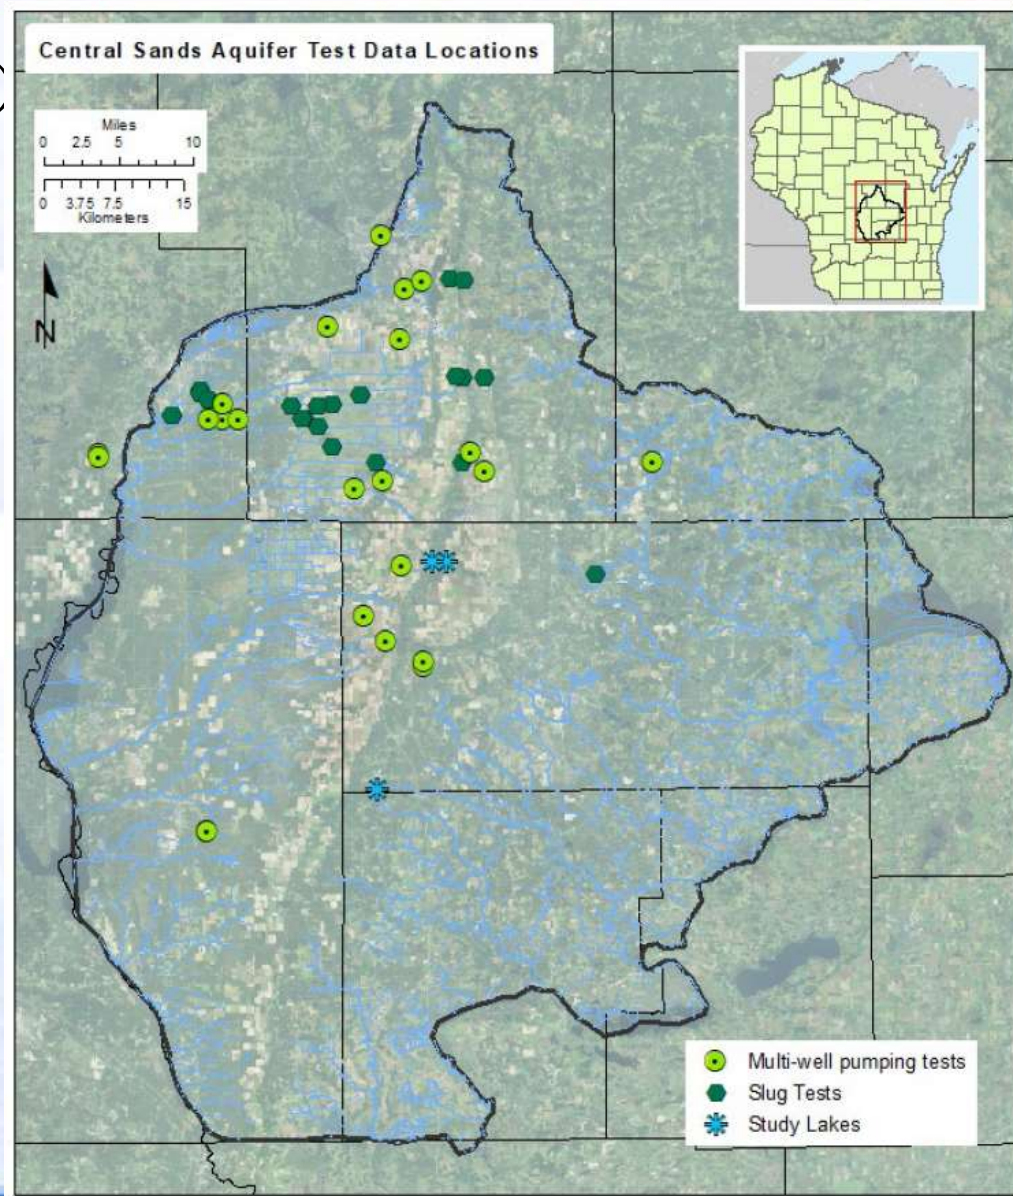 Central Sands Aquifer Test Data Locations
Miles
0 2.5 5 10
0 3.75 7.5 15
Kilometers
N
Multi-well pumping tests
Slug Tests
Study Lakes